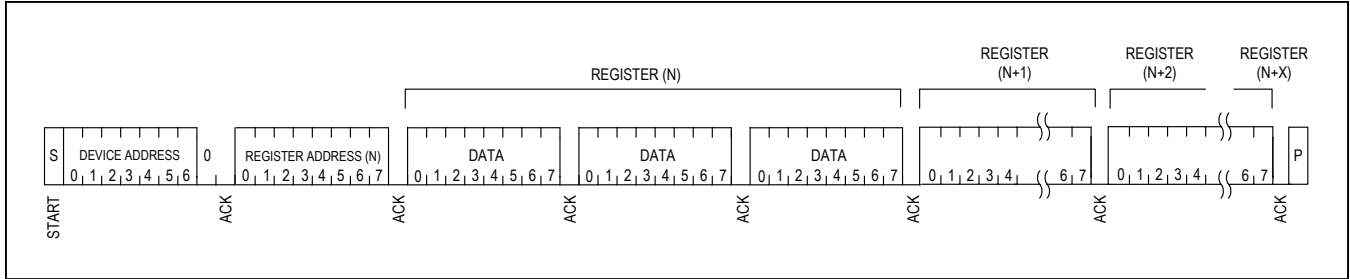 REGISTER (N)
REGISTER
(N+1)
REGISTER
(N+2)
REGISTER
(N+X)
S
DEVICE ADDRESS
0 1 2 3 4 5 6
0
REGISTER ADDRESS (N)
0 1 2 3 4 5 6 7
DATA
0 1 2 3 4 5 6 7
DATA
0 1 2 3 4 5 6 7
DATA
0 1 2 3 4 5 6 7
0 1 2 3 4 6 7
0 1 2 3 4 6 7
P
START
ACK
ACK
ACK
ACK
ACK
ACK
ACK